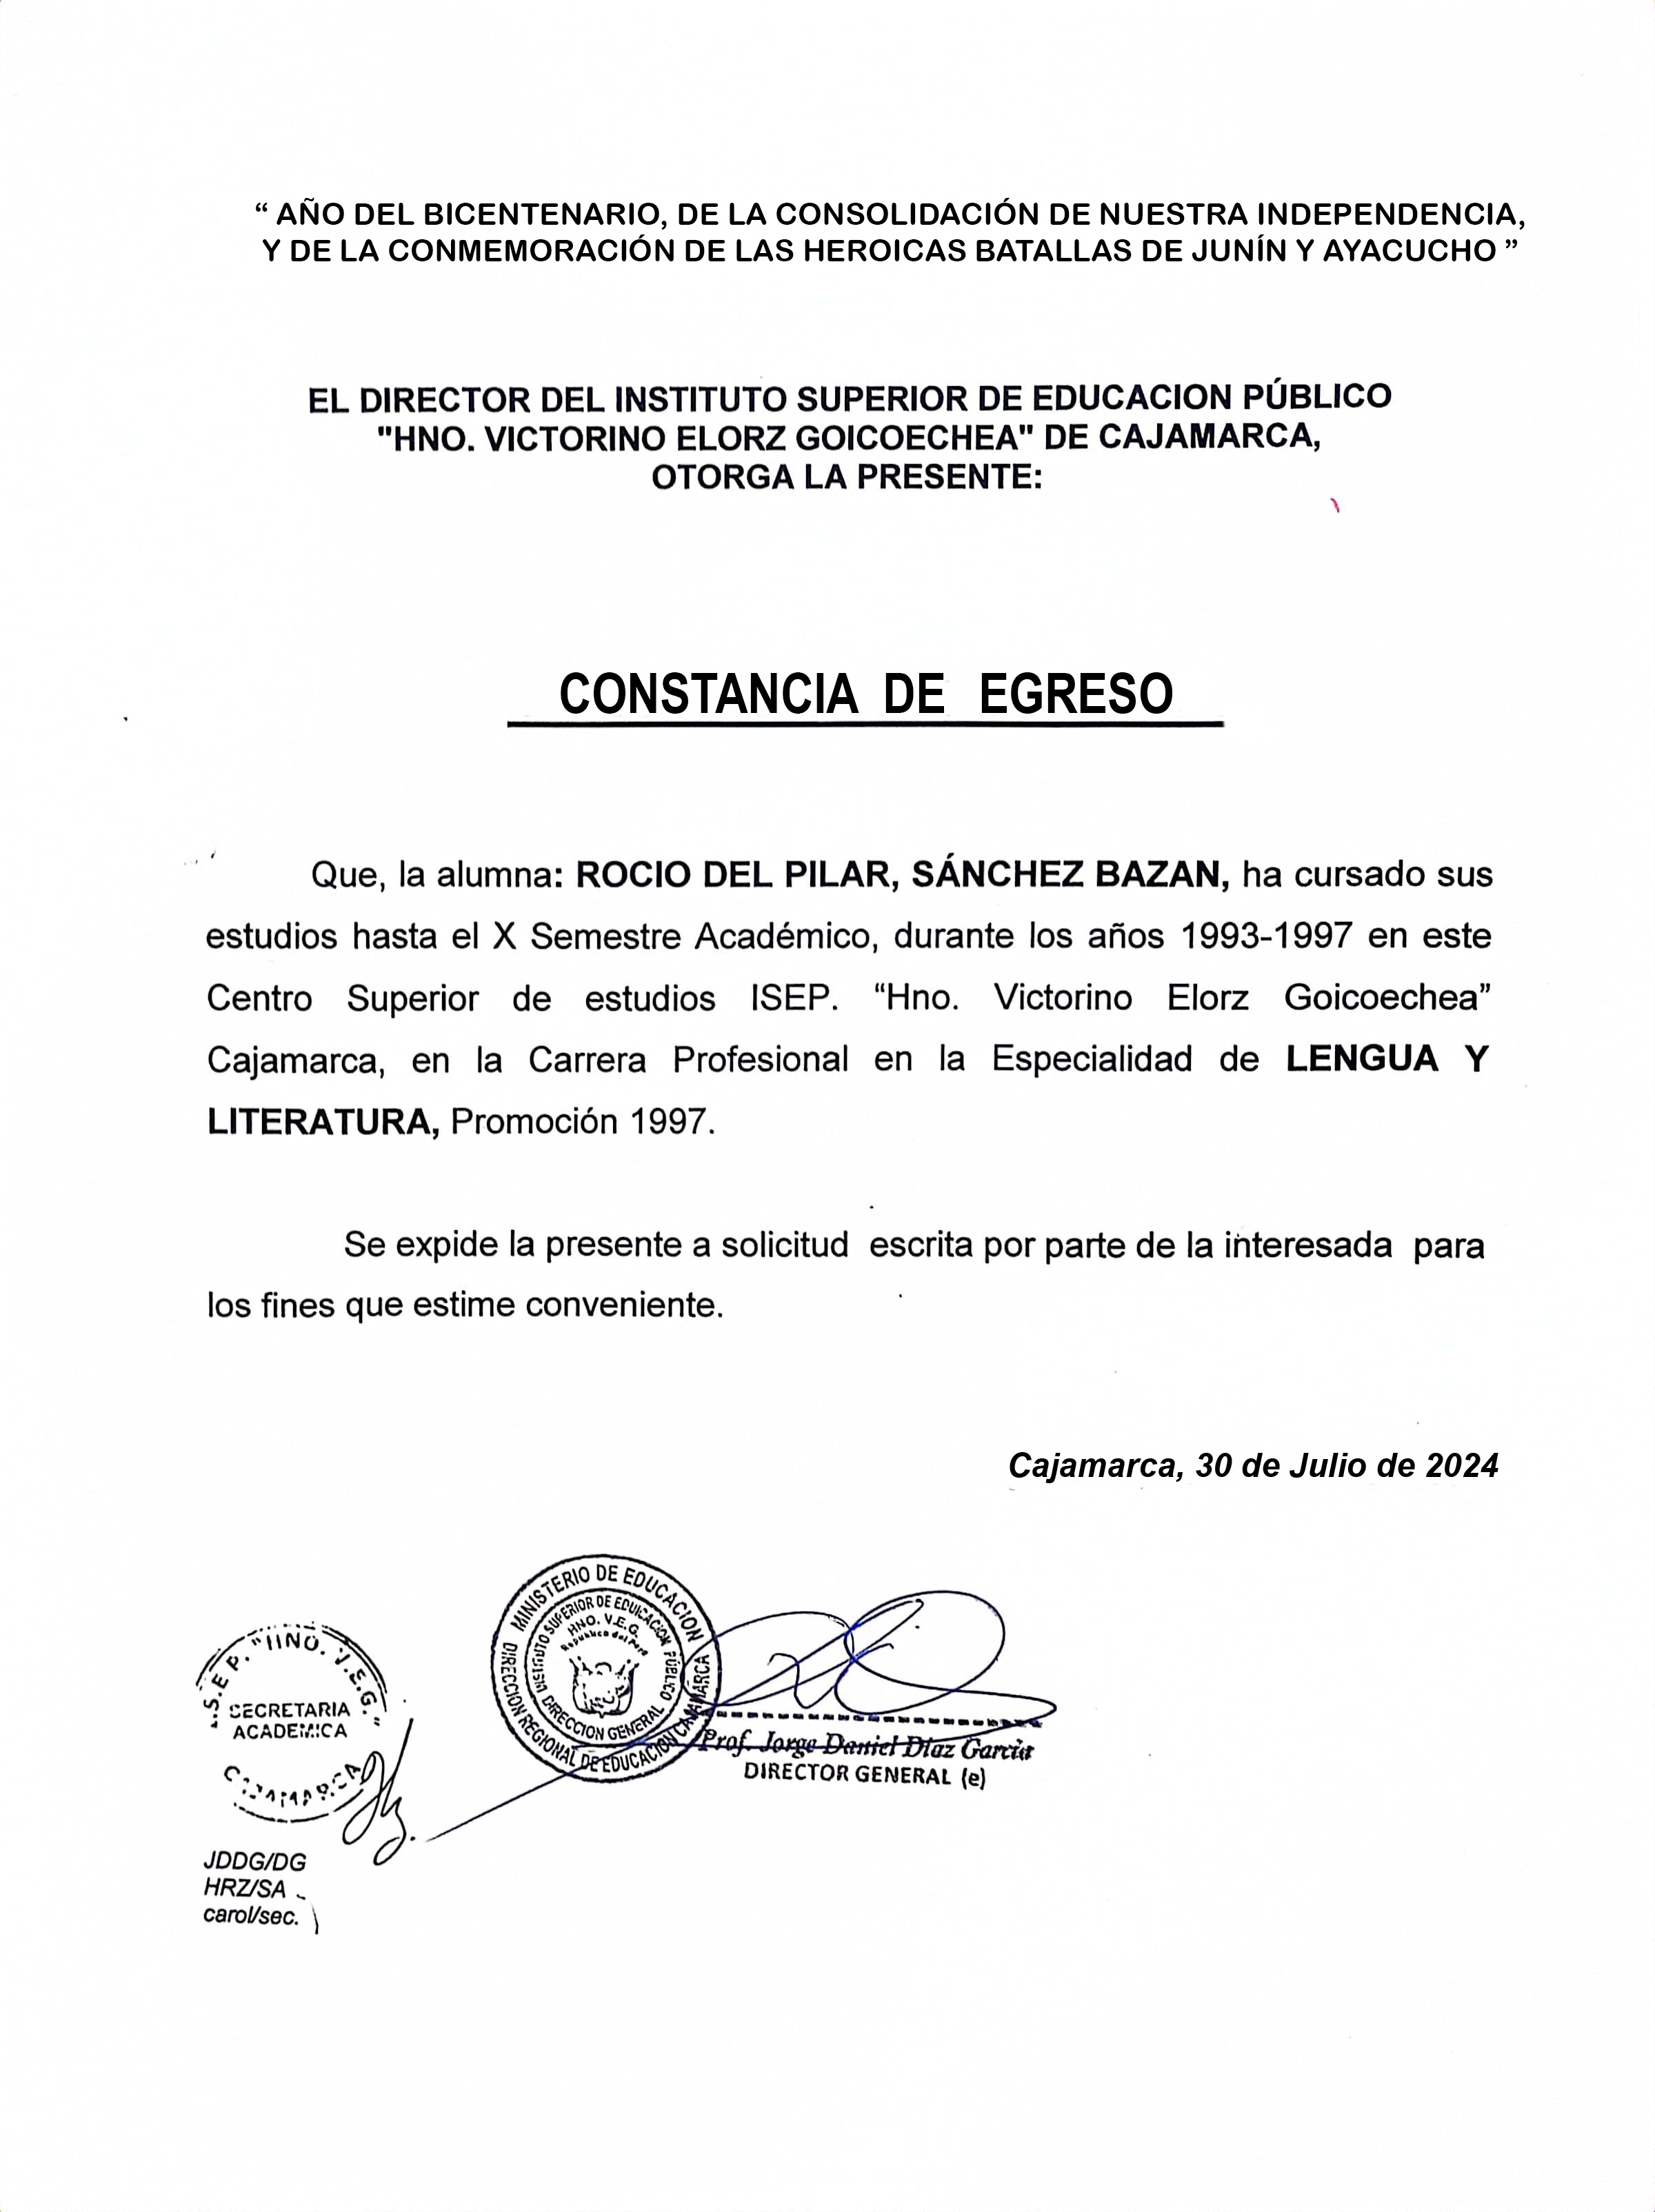 “ AÑO DEL BICENTENARIO, DE LA CONSOLIDACIÓN DE NUESTRA INDEPENDENCIA,
Y DE LA CONMEMORACIÓN DE LAS HEROICAS BATALLAS DE JUNÍN Y AYACUCHO ”
EL DIRECTOR DEL INSTITUTO SUPERIOR DE EDUCACION PÚBLICO
"HNO. VICTORINO ELORZ GOICOECHEA" DE CAJAMARCA,
OTORGA LA PRESENTE:
CONSTANCIA DE EGRESO
Que, la alumna: ROCIO DEL PILAR, SÁNCHEZ BAZAN, ha cursado sus
estudios hasta el X Semestre Académico, durante los años 1993-1997 en este
Centro Superior de estudios ISEP. “Hno. Victorino Elorz Goicoechea”
Cajamarca, en la Carrera Profesional en la Especialidad de LENGUA Y
LITERATURA, Promoción 1997.
Se expide la presente a solicitud escrita por parte de la interesada para
los fines que estime conveniente.
Cajamarca, 30 de Julio de 2024
I.S.E.P. "HNO. V.E.G."
SECRETARIA
ACADEMICA
CAJAMARCA
MINISTERIO DE EDUCACION
DIRECCION REGIONAL DE EDUCACION CAJAMARCA
INSTITUTO SUPERIOR DE EDUCACION PÚBLICO
HNO. V.E.G.
Republica del Perú
DIRECCION GENERAL
Prof. Jorge Daniel Díaz García
DIRECTOR GENERAL (e)
JDDG/DG
HRZ/SA
carol/sec.